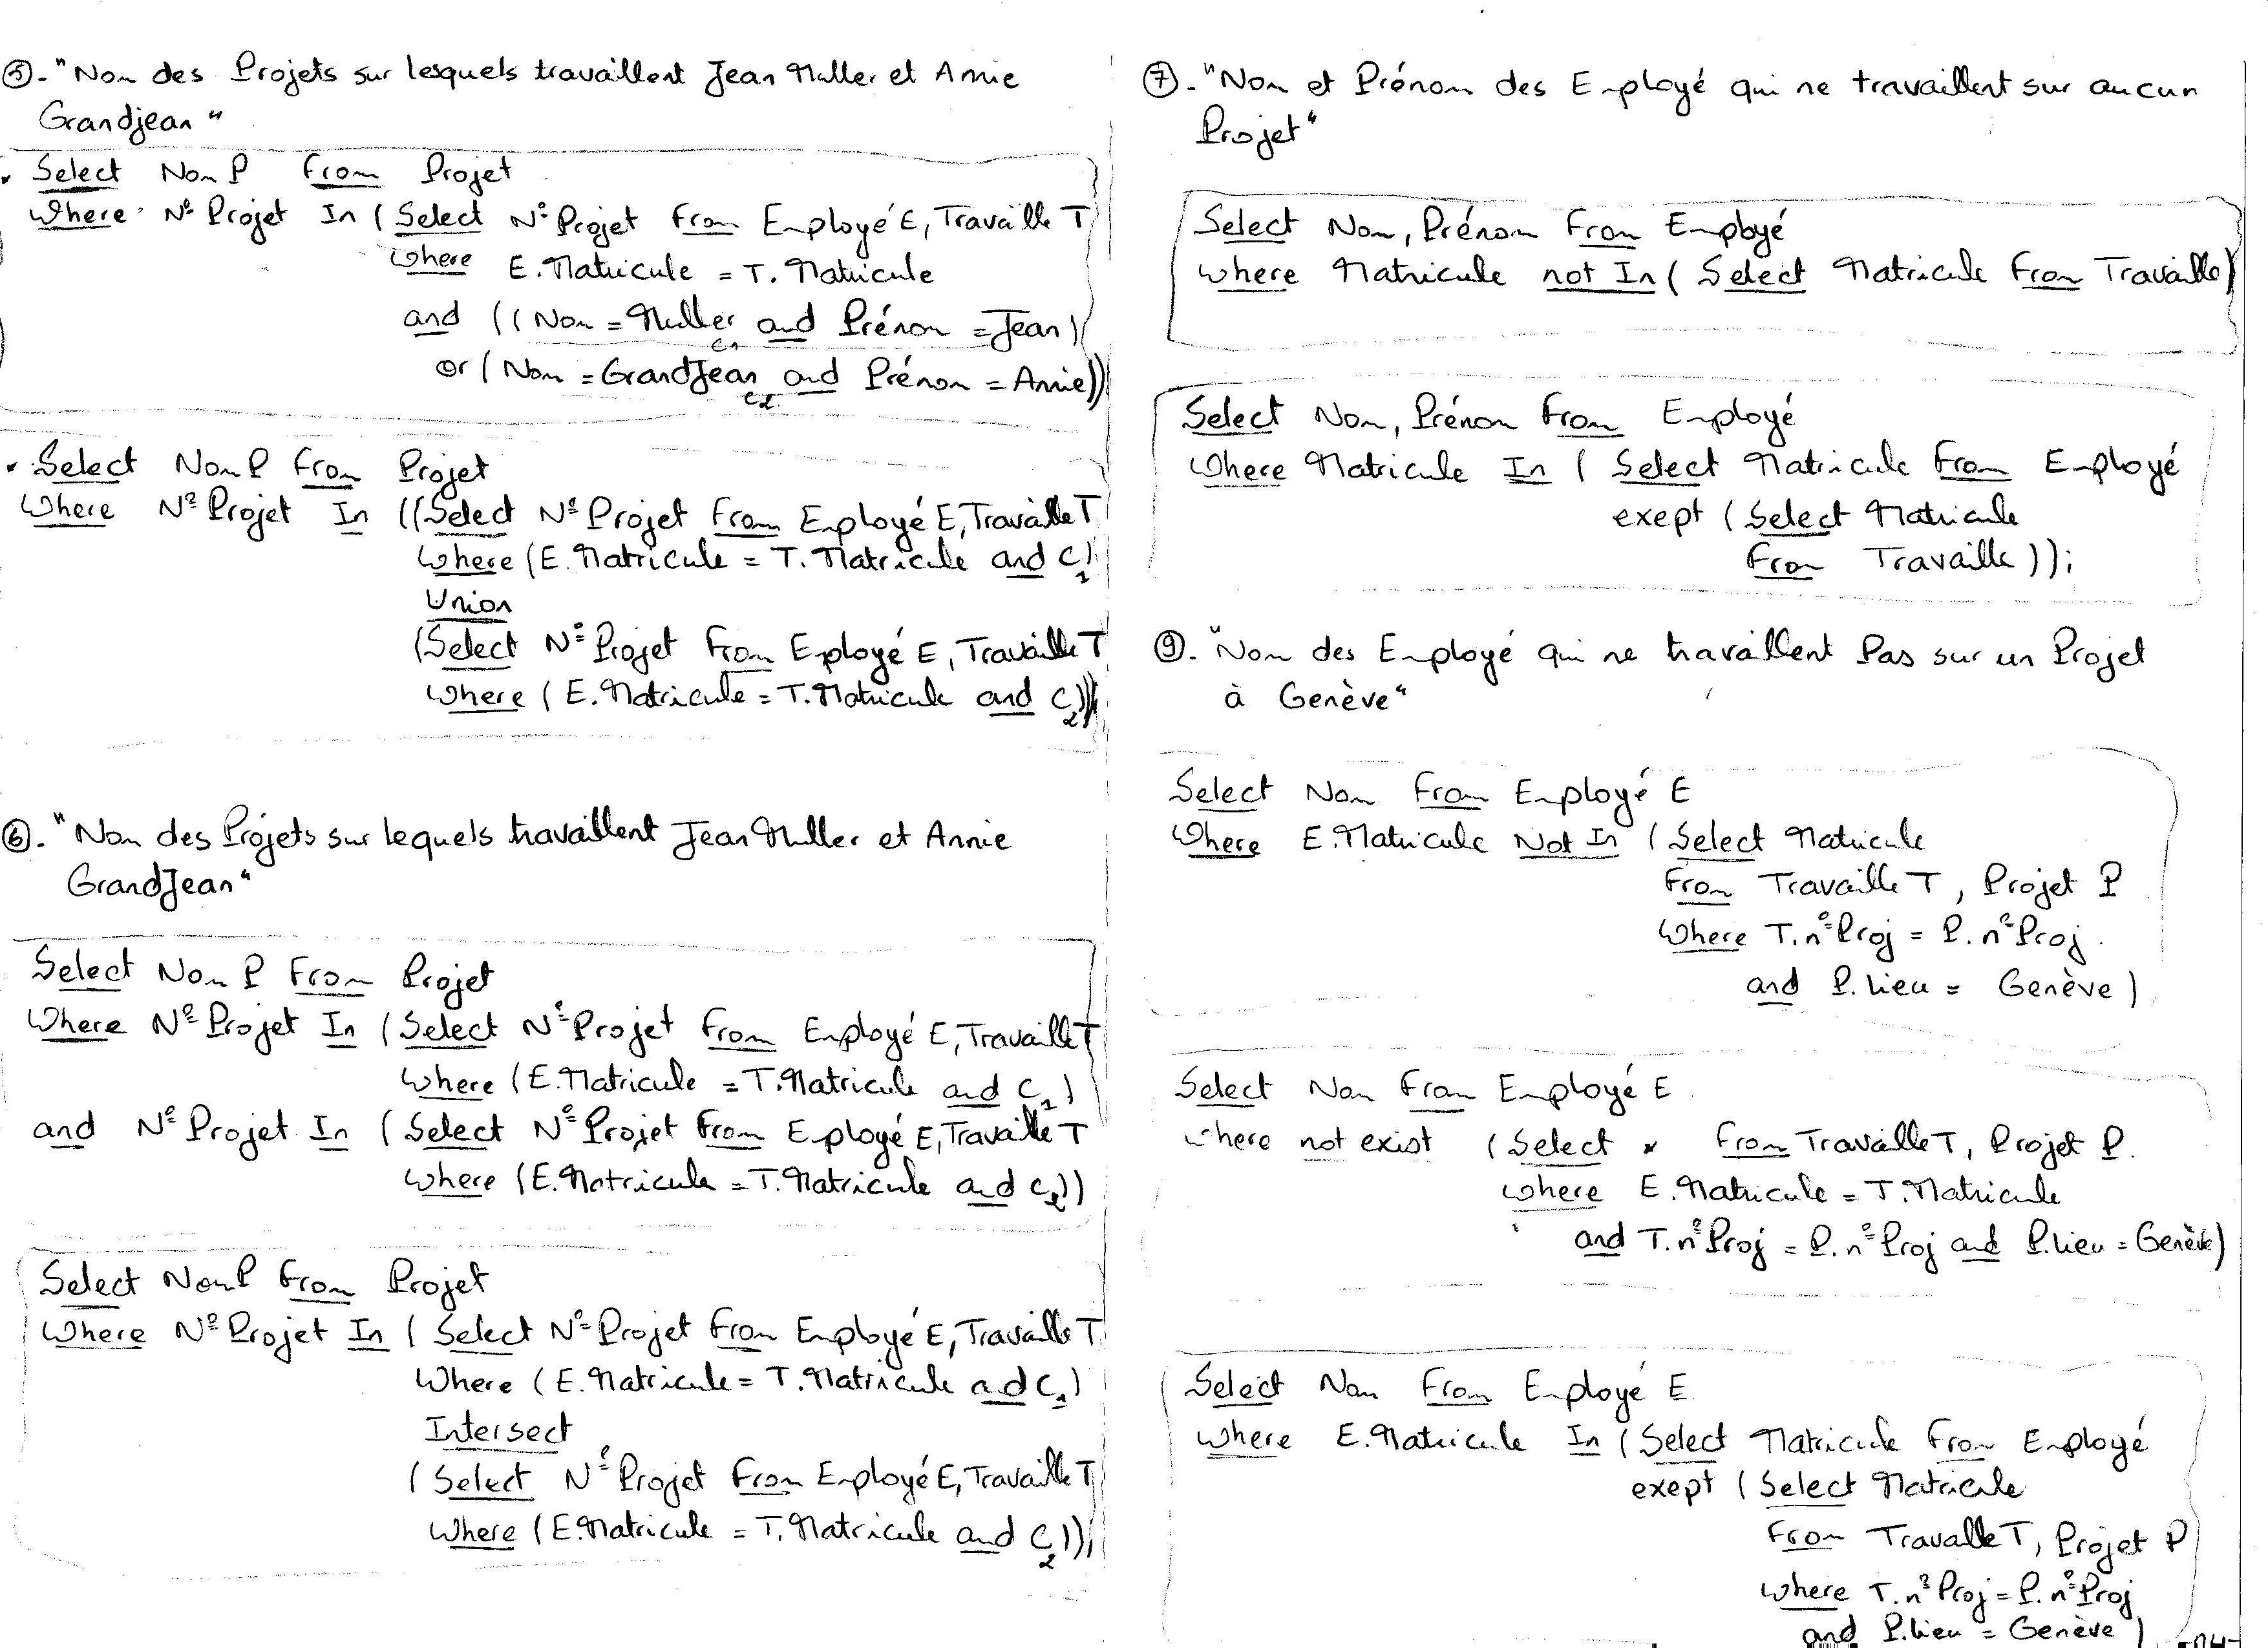 ⑤. "Nom des Projets sur lesquels travaillent Jean Muller et Annie
Grandjean"
• Select NomP From Projet
Where N° Projet In (Select N° Projet From Employé E, Travaille T
Where E.Matricule = T.Matricule
and ((Nom = Muller and Prénom = Jean)
C1
or (Nom = GrandJean and Prénom = Annie))
C2
• Select NomP From Projet
Where N° Projet In ((Select N° Projet From Employé E, Travaille T
Where (E.Matricule = T.Matricule and C1)
Union
(Select N° Projet From Employé E, Travaille T
Where (E.Matricule = T.Matricule and C2)))
⑥. "Nom des Projets sur lequels travaillent Jean Muller et Annie
GrandJean"
Select Nom P From Projet
Where N° Projet In (Select N° Projet From Employé E, Travaille T
Where (E.Matricule = T.Matricule and C1)
and N° Projet In (Select N° Projet From Employé E, Travaille T
Where (E.Matricule = T.Matricule and C2))
Select NomP From Projet
Where N° Projet In (Select N° Projet From Employé E, Travaille T
Where (E.Matricule = T.Matricule and C1)
Intersect
(Select N° Projet From Employé E, Travaille T
Where (E.Matricule = T.Matricule and C2));
⑦. "Nom et Prénom des Employé qui ne travaillent sur aucun
Projet"
Select Nom, Prénom From Employé
Where Matricule not In (Select Matricule From Travaille)
Select Nom, Prénom From Employé
Where Matricule In (Select Matricule From Employé
exept (Select Matricule
From Travaille));
⑨. "Nom des Employé qui ne travaillent Pas sur un Projet
à Genève"
Select Nom From Employé E
Where E.Matricule Not In (Select Matricule
From Travaille T, Projet P
Where T.n°Proj = P.n°Proj
and P.lieu = Genève)
Select Nom From Employé E
where not exist (Select * From Travaille T, Projet P
where E.Matricule = T.Matricule
and T.n°Proj = P.n°Proj and P.lieu = Genève)
Select Nom From Employé E
where E.Matricule In (Select Matricule From Employé
exept (Select Matricule
From Travaille T, Projet P
where T.n°Proj = P.n°Proj
and P.lieu = Genève)